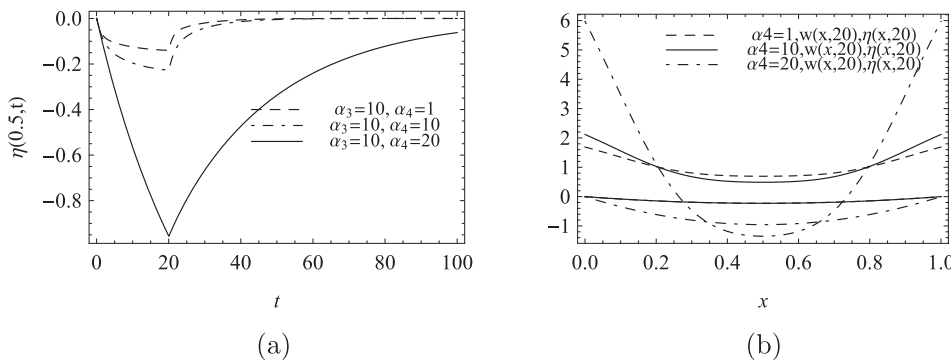 0.0
−0.2
−0.4
−0.6
−0.8
η(0.5,t)
α3=10, α4=1
α3=10, α4=10
α3=10, α4=20
0 20 40 60 80 100
t
(a)
6
5
4
3
2
1
0
−1
α4=1,w(x,20),η(x,20)
α4=10,w(x,20),η(x,20)
α4=20,w(x,20),η(x,20)
0.0 0.2 0.4 0.6 0.8 1.0
x
(b)